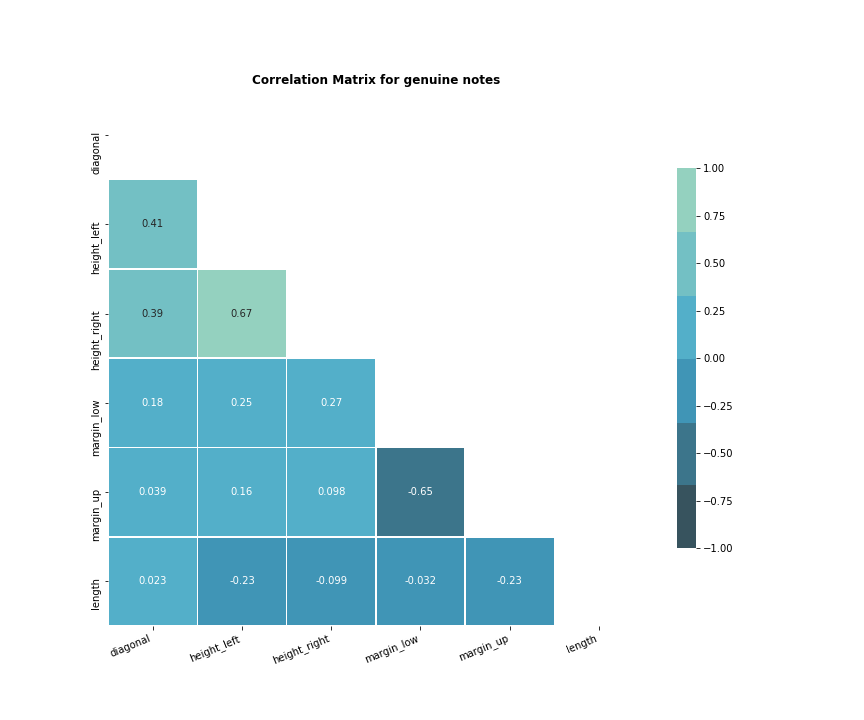 Correlation Matrix for genuine notes
diagonal
height_left
0.41
height_right
0.39 0.67
margin_low
0.18 0.25 0.27
margin_up
0.039 0.16 0.098 -0.65
length
0.023 -0.23 -0.099 -0.032 -0.23
diagonal height_left height_right margin_low margin_up length
1.00
0.75
0.50
0.25
0.00
−0.25
−0.50
−0.75
−1.00